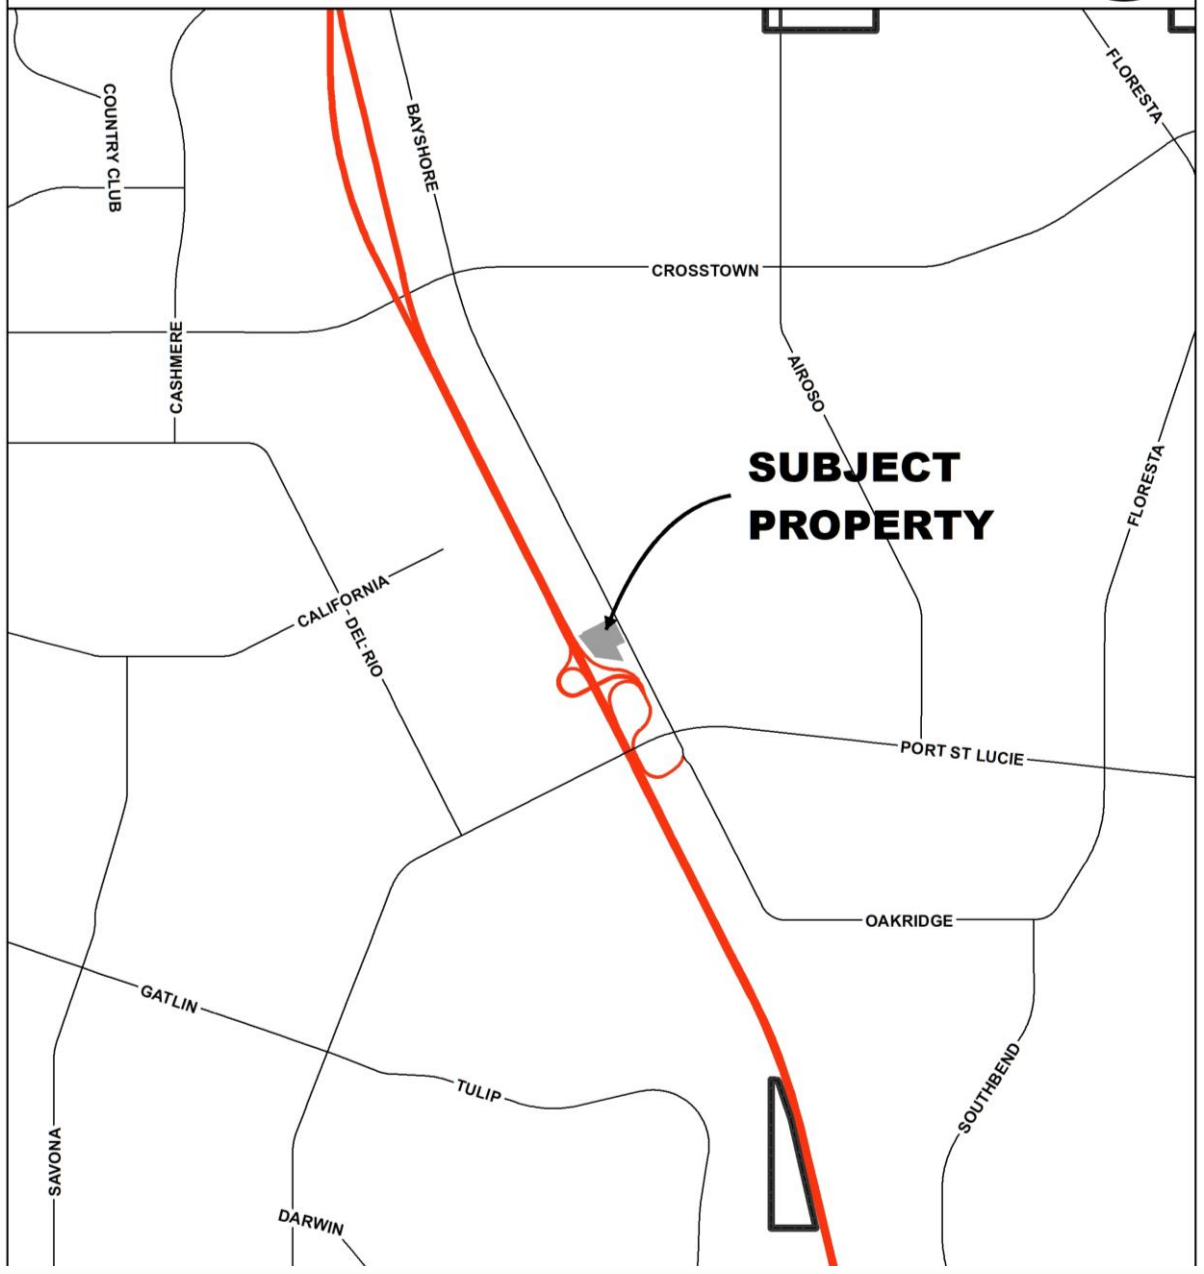 FLORESTA
COUNTRY CLUB
BAYSHORE
CROSSTOWN
CASHMERE
AIROSO
SUBJECT
PROPERTY
FLORESTA
CALIFORNIA
DEL RIO
PORT ST LUCIE
OAKRIDGE
GATLIN
TULIP
SOUTHBEND
SAVONA
DARWIN